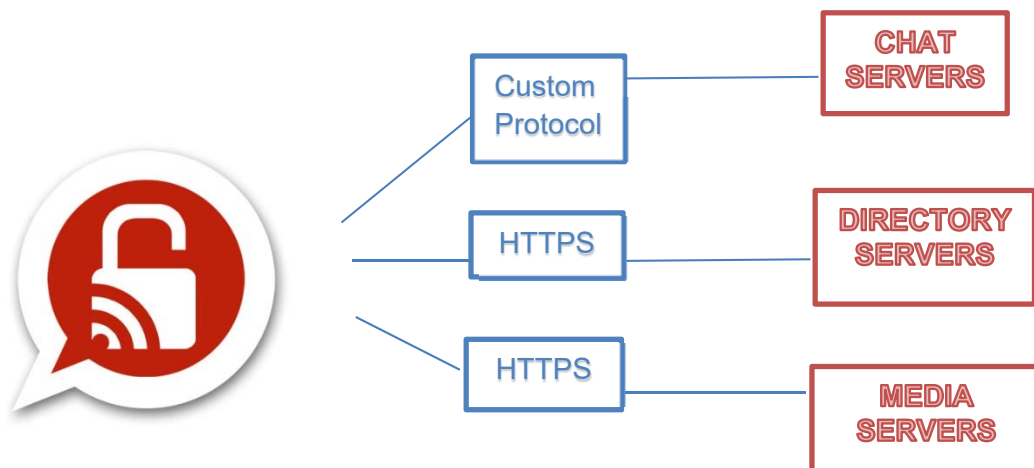 Custom
Protocol
CHAT
SERVERS
HTTPS
DIRECTORY
SERVERS
HTTPS
MEDIA
SERVERS